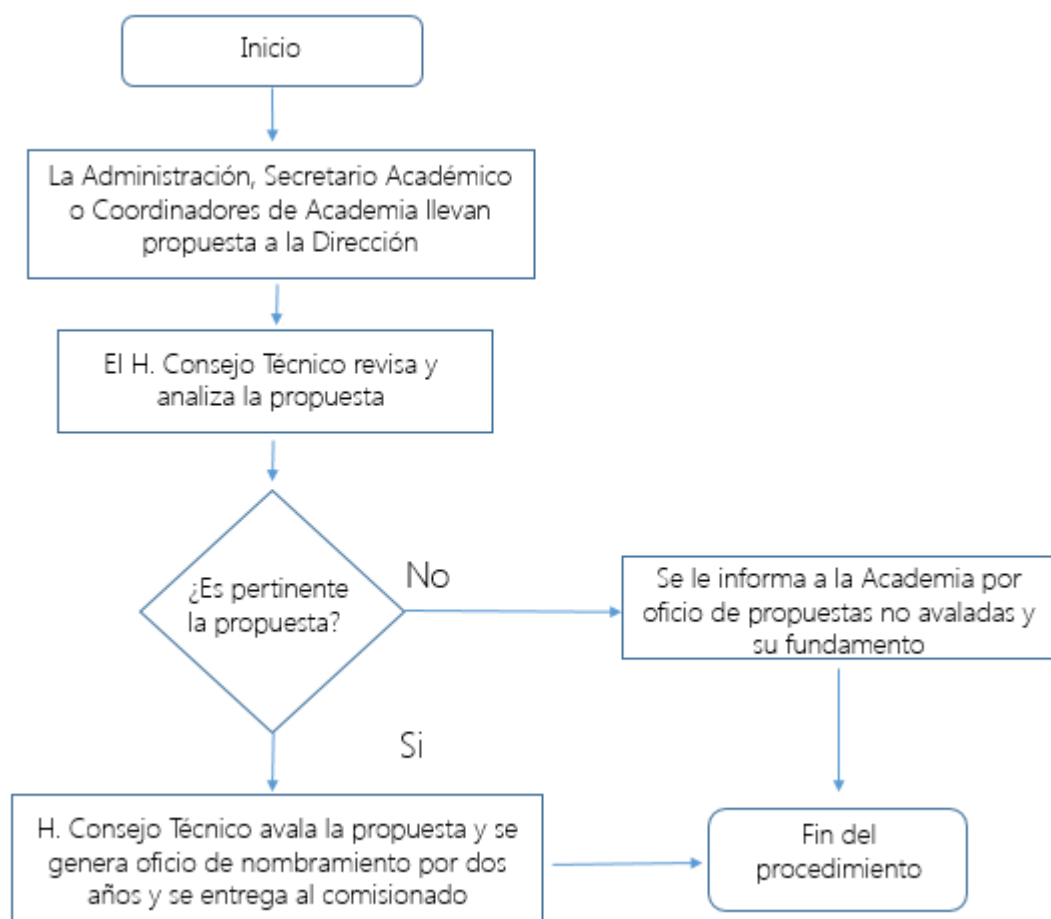 Inicio
La Administración, Secretario Académico
o Coordinadores de Academia llevan
propuesta a la Dirección
El H. Consejo Técnico revisa y
analiza la propuesta
¿Es pertinente
la propuesta?
No
Se le informa a la Academia por
oficio de propuestas no avaladas y
su fundamento
Si
H. Consejo Técnico avala la propuesta y se
genera oficio de nombramiento por dos
años y se entrega al comisionado
Fin del
procedimiento